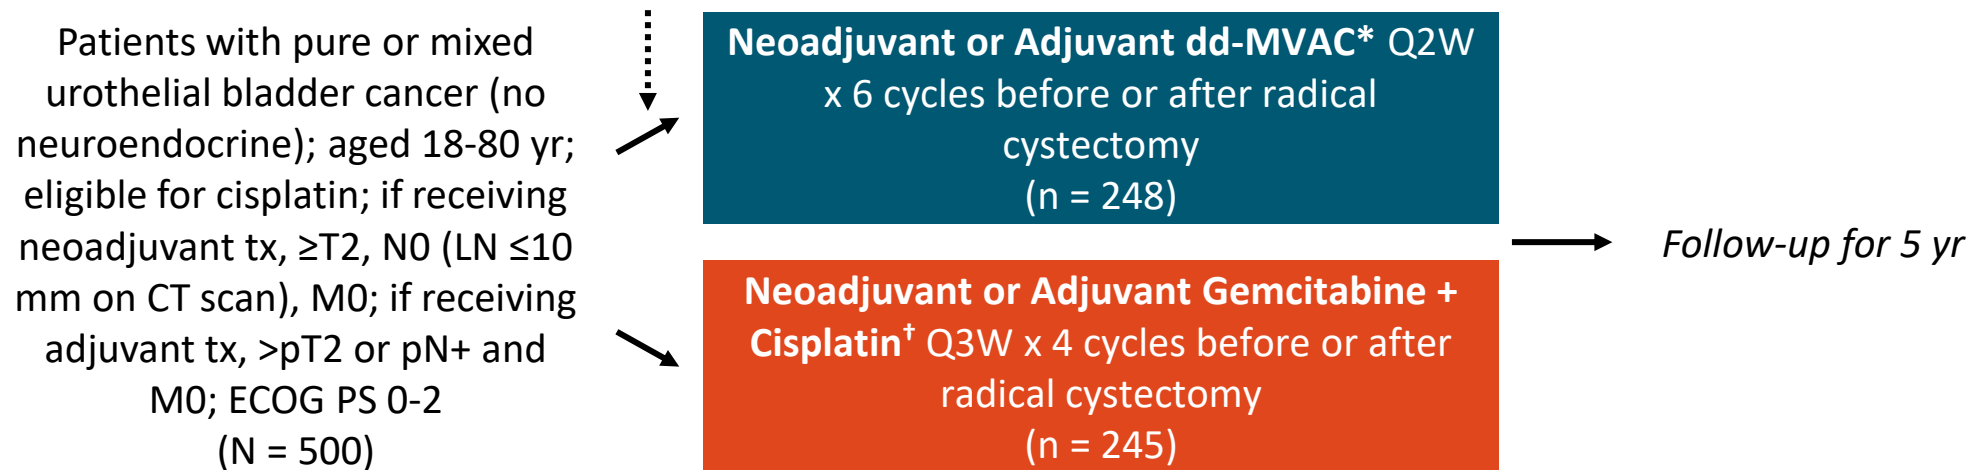 Patients with pure or mixed
urothelial bladder cancer (no
neuroendocrine); aged 18-80 yr;
eligible for cisplatin; if receiving
neoadjuvant tx, ≥T2, N0 (LN ≤10
mm on CT scan), M0; if receiving
adjuvant tx, >pT2 or pN+ and
M0; ECOG PS 0-2
(N = 500)
Neoadjuvant or Adjuvant dd-MVAC* Q2W
x 6 cycles before or after radical
cystectomy
(n = 248)
Neoadjuvant or Adjuvant Gemcitabine +
Cisplatin† Q3W x 4 cycles before or after
radical cystectomy
(n = 245)
Follow-up for 5 yr